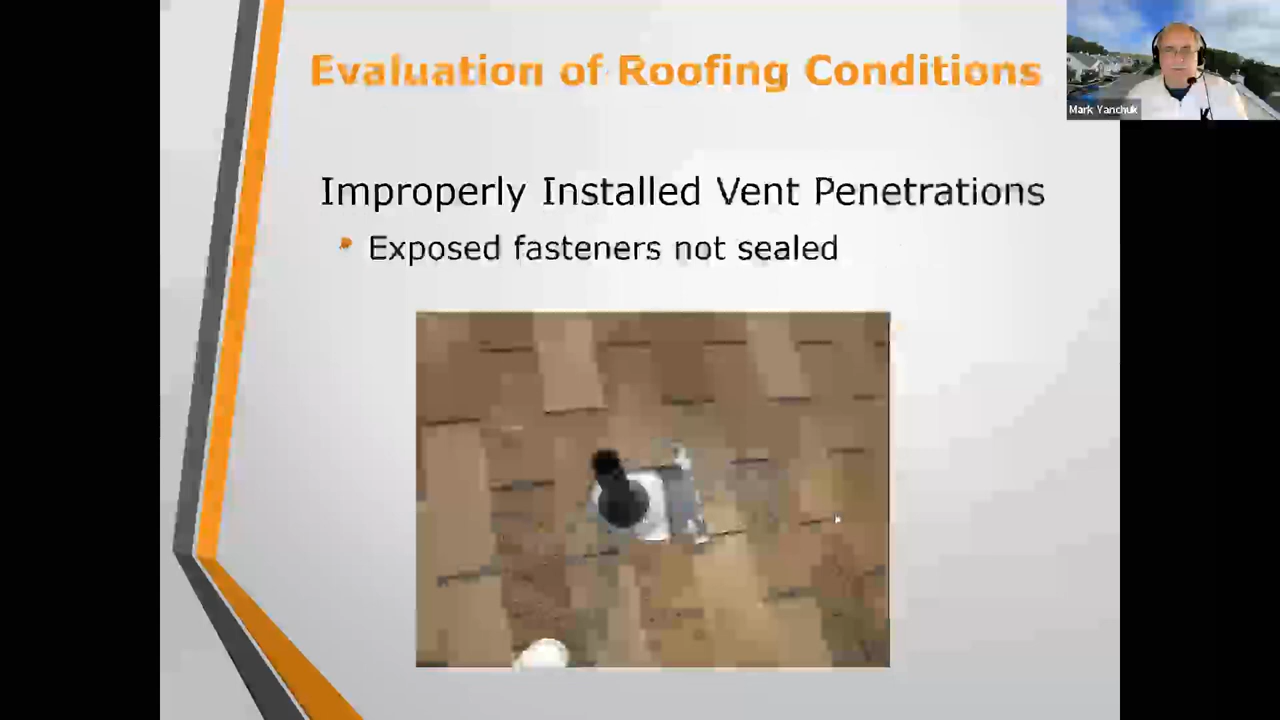 Evaluation of Roofing Conditions
Mark Yanchuk
Improperly Installed Vent Penetrations
• Exposed fasteners not sealed